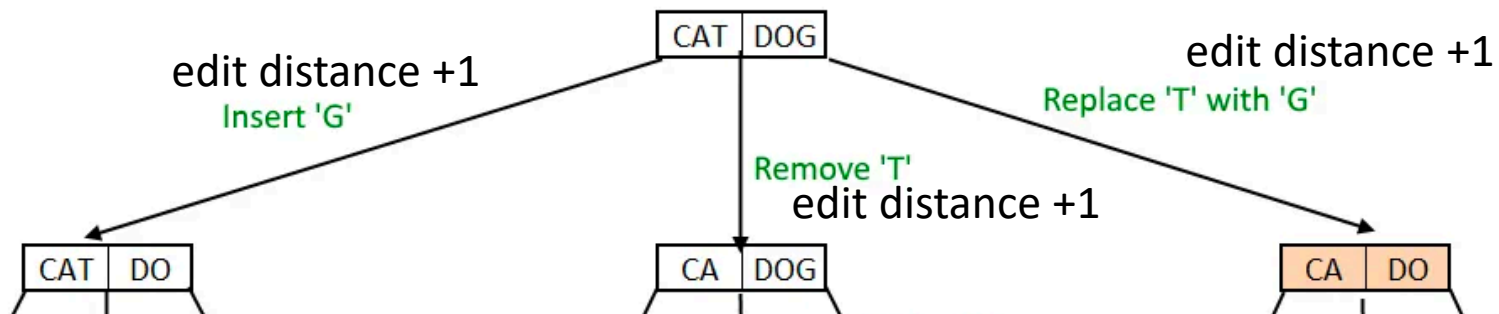 CAT DOG
edit distance +1
Insert 'G'
edit distance +1
Replace 'T' with 'G'
Remove 'T'
edit distance +1
CAT DO
CA DOG
CA DO